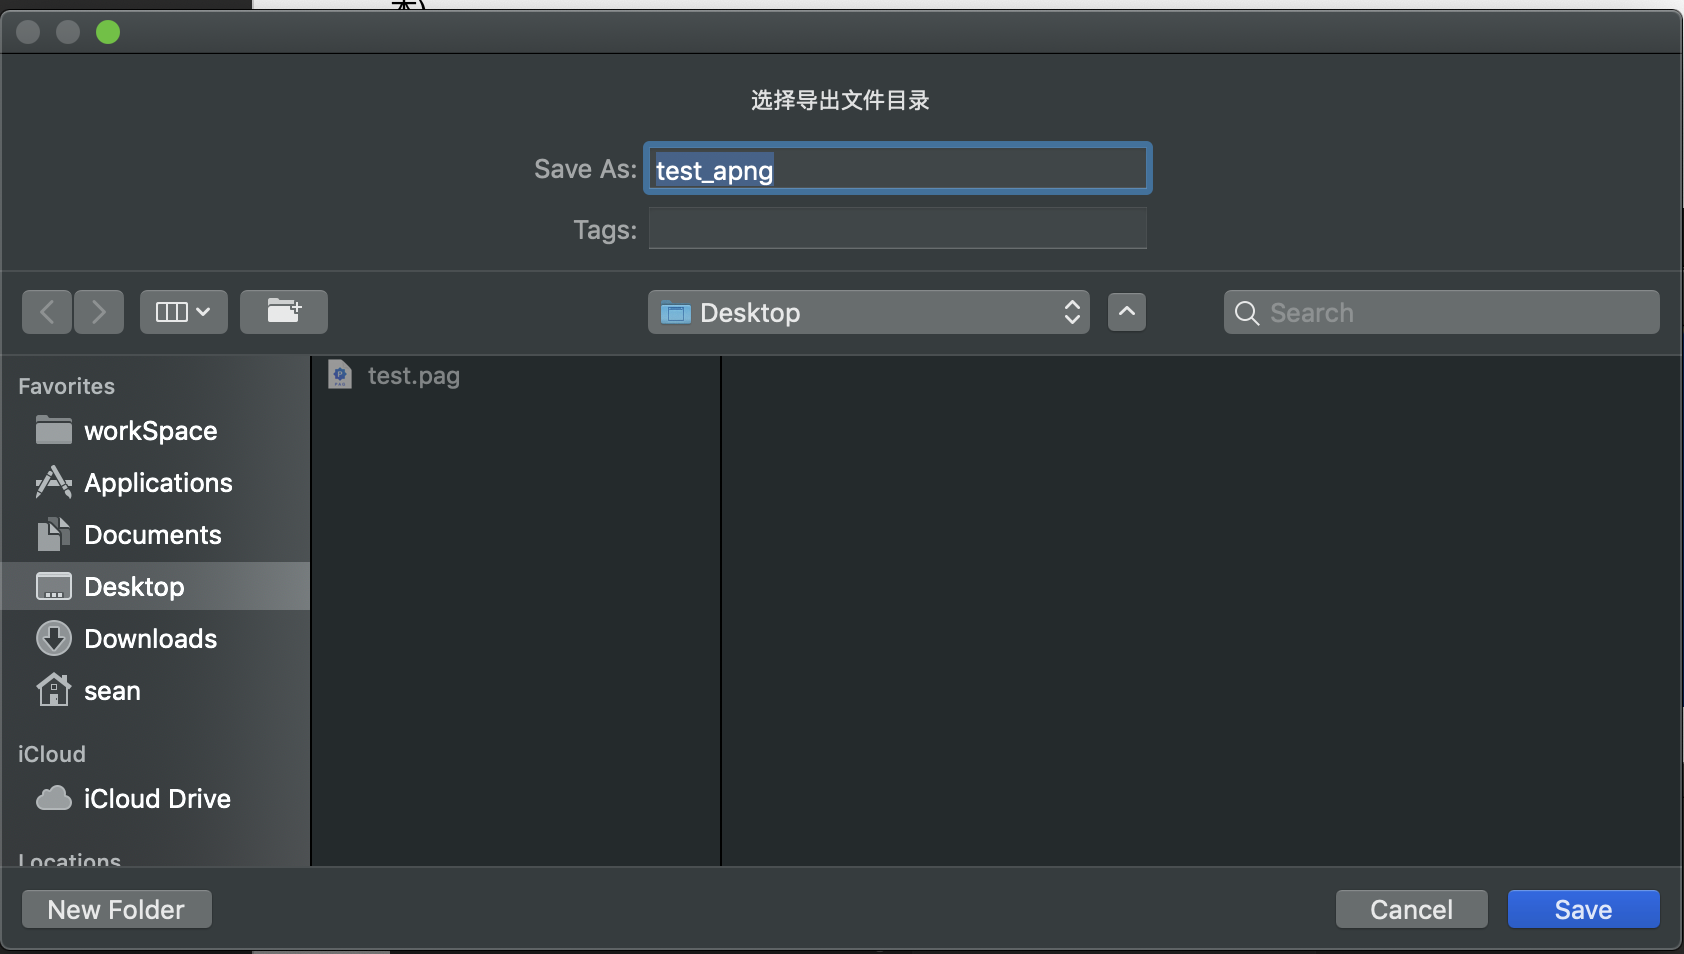 选择导出文件目录
Save As: test_apng
Tags:
Desktop
Search
Favorites
workSpace
Applications
Documents
Desktop
Downloads
sean
iCloud
iCloud Drive
Locations
test.pag
New Folder
Cancel
Save